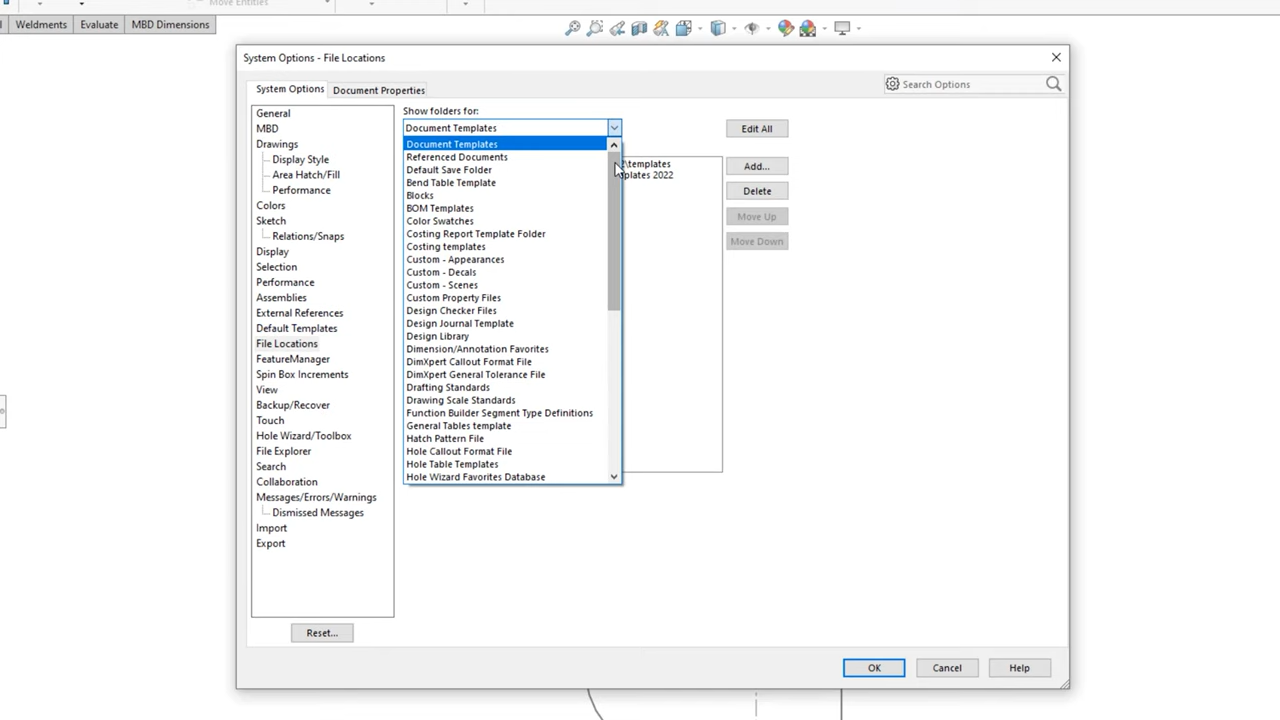 Move Entities
Weldments
Evaluate
MBD Dimensions
System Options - File Locations
System Options
Document Properties
Search Options
General
MBD
Drawings
Display Style
Area Hatch/Fill
Performance
Colors
Sketch
Relations/Snaps
Display
Selection
Performance
Assemblies
External References
Default Templates
File Locations
FeatureManager
Spin Box Increments
View
Backup/Recover
Touch
Hole Wizard/Toolbox
File Explorer
Search
Collaboration
Messages/Errors/Warnings
Dismissed Messages
Import
Export
Reset...
Show folders for:
Document Templates
Document Templates
Referenced Documents
Default Save Folder
Bend Table Template
Blocks
BOM Templates
Color Swatches
Costing Report Template Folder
Costing templates
Custom - Appearances
Custom - Decals
Custom - Scenes
Custom Property Files
Design Checker Files
Design Journal Template
Design Library
Dimension/Annotation Favorites
DimXpert Callout Format File
DimXpert General Tolerance File
Drafting Standards
Drawing Scale Standards
Function Builder Segment Type Definitions
General Tables template
Hatch Pattern File
Hole Callout Format File
Hole Table Templates
Hole Wizard Favorites Database
\templates
plates 2022
Edit All
Add...
Delete
Move Up
Move Down
OK
Cancel
Help